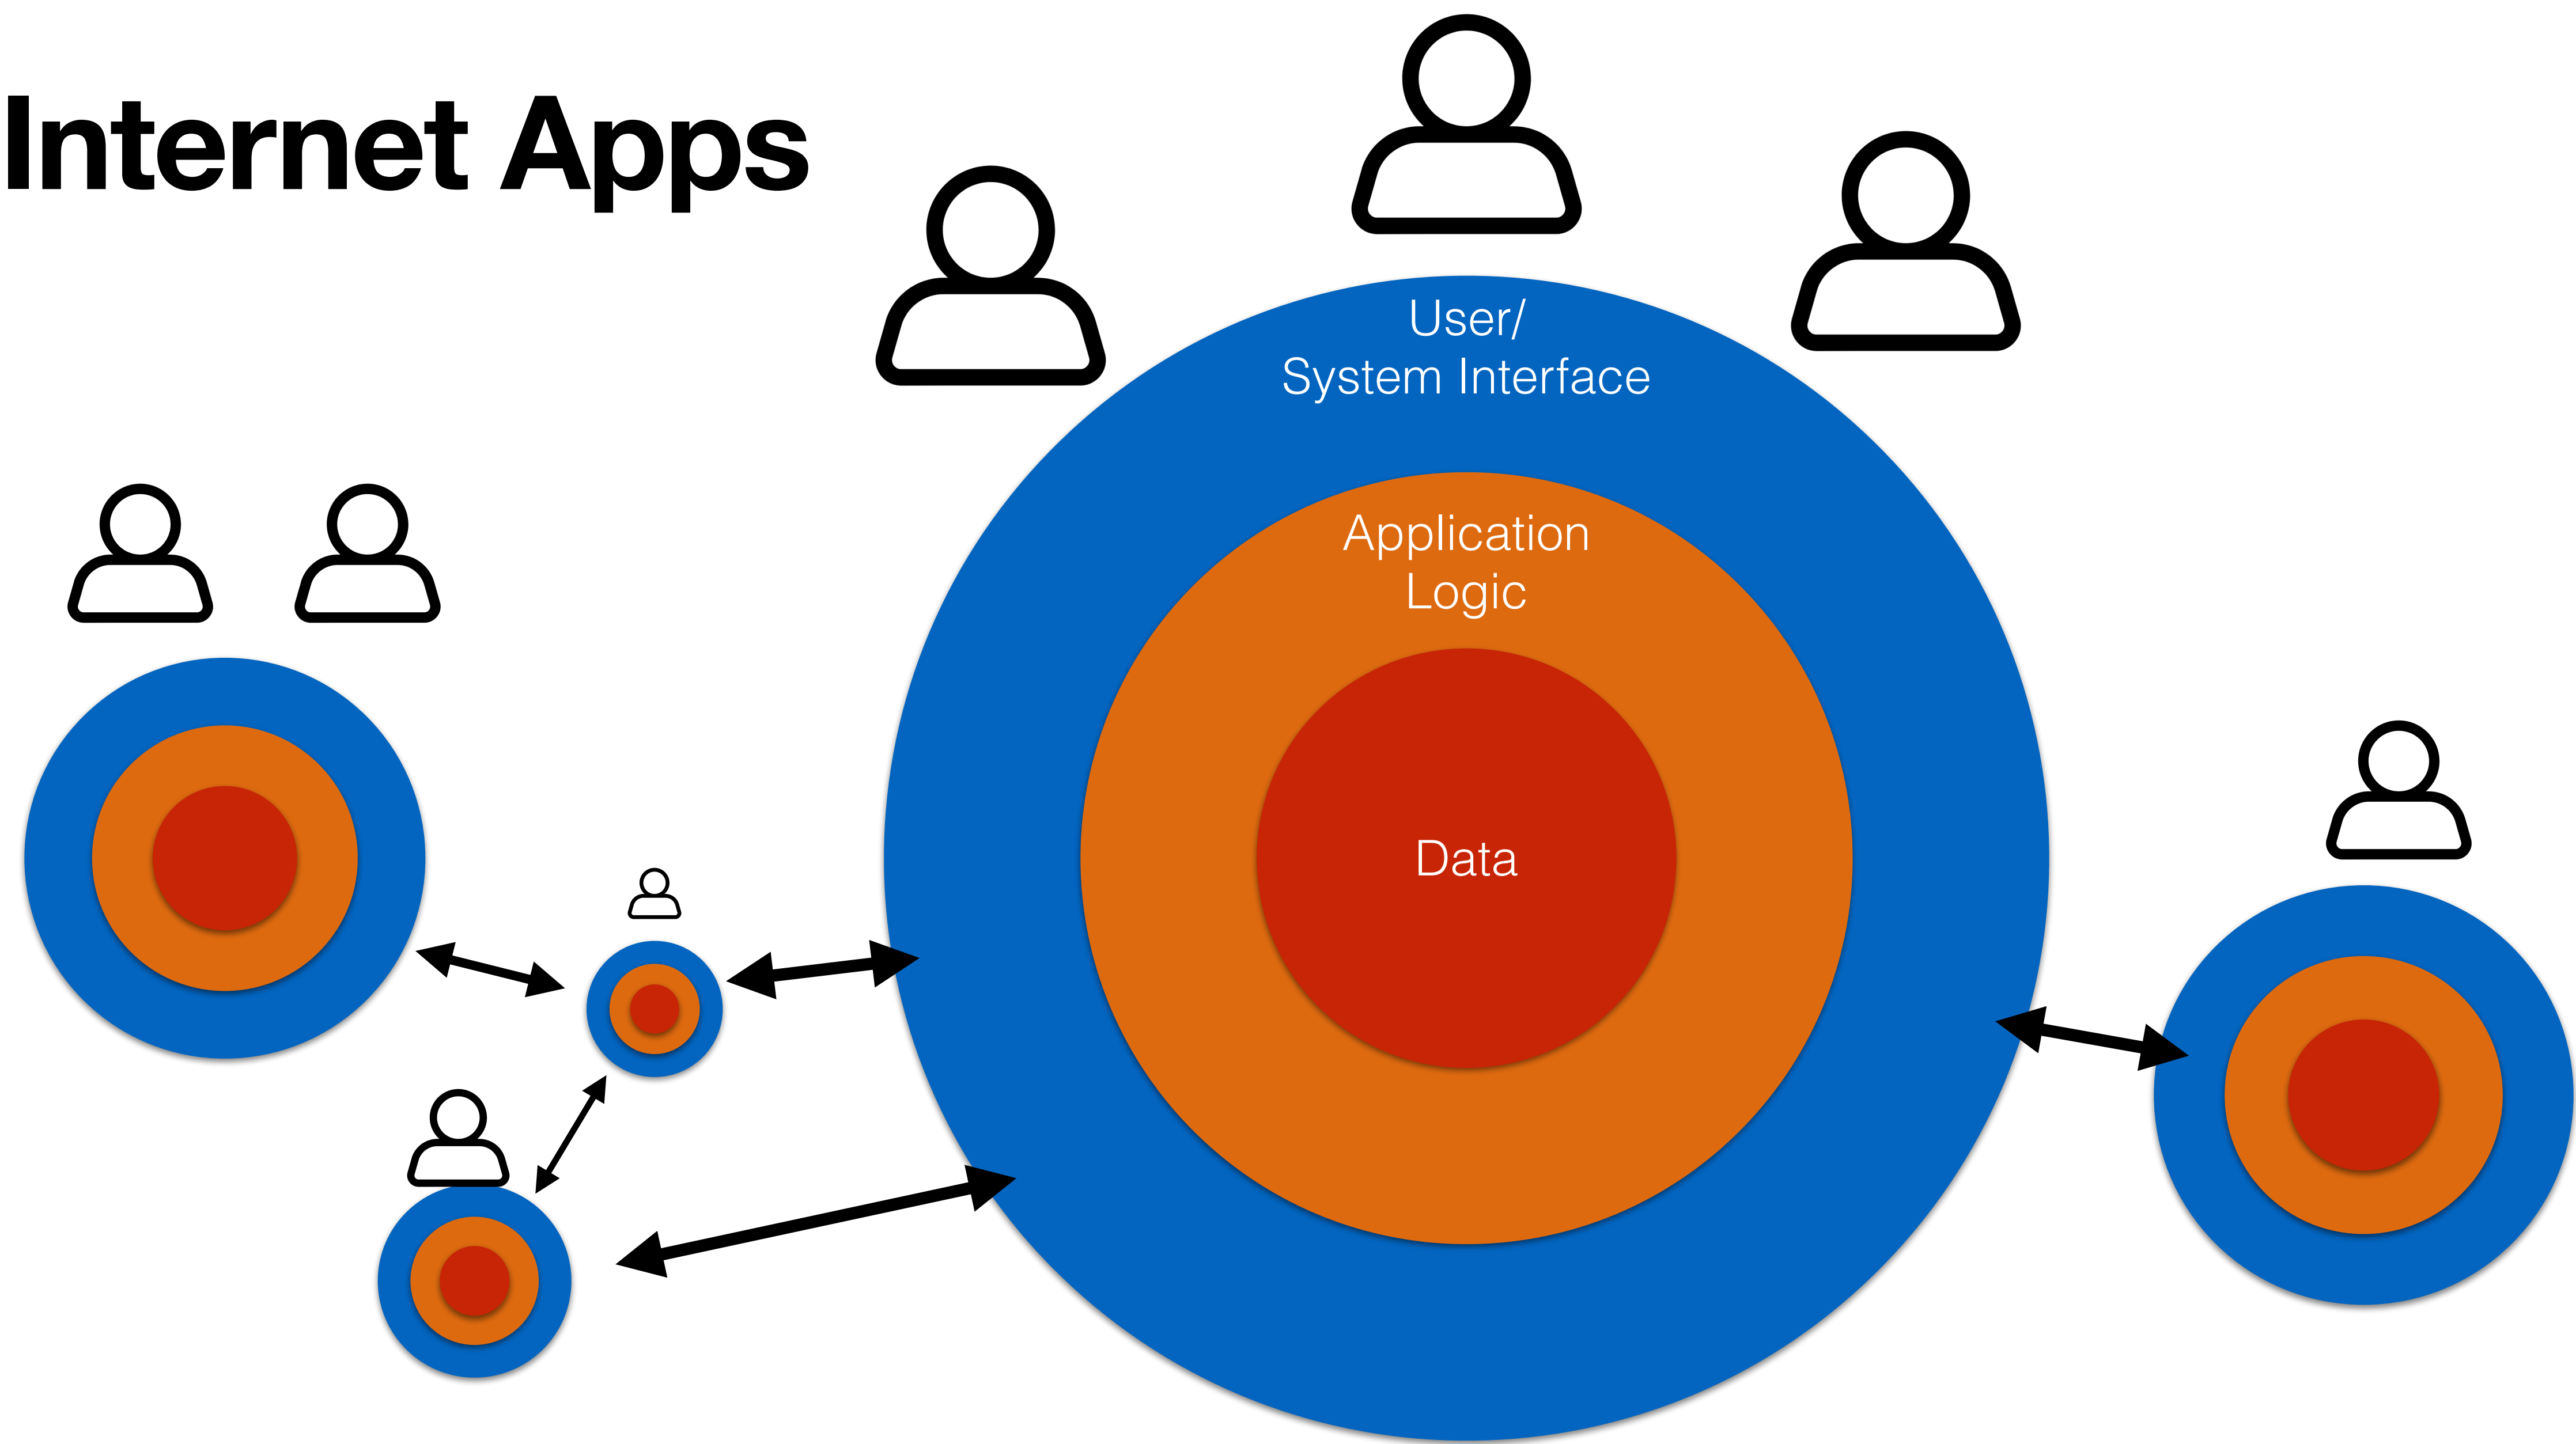 Internet Apps
User/
System Interface
Application
Logic
Data